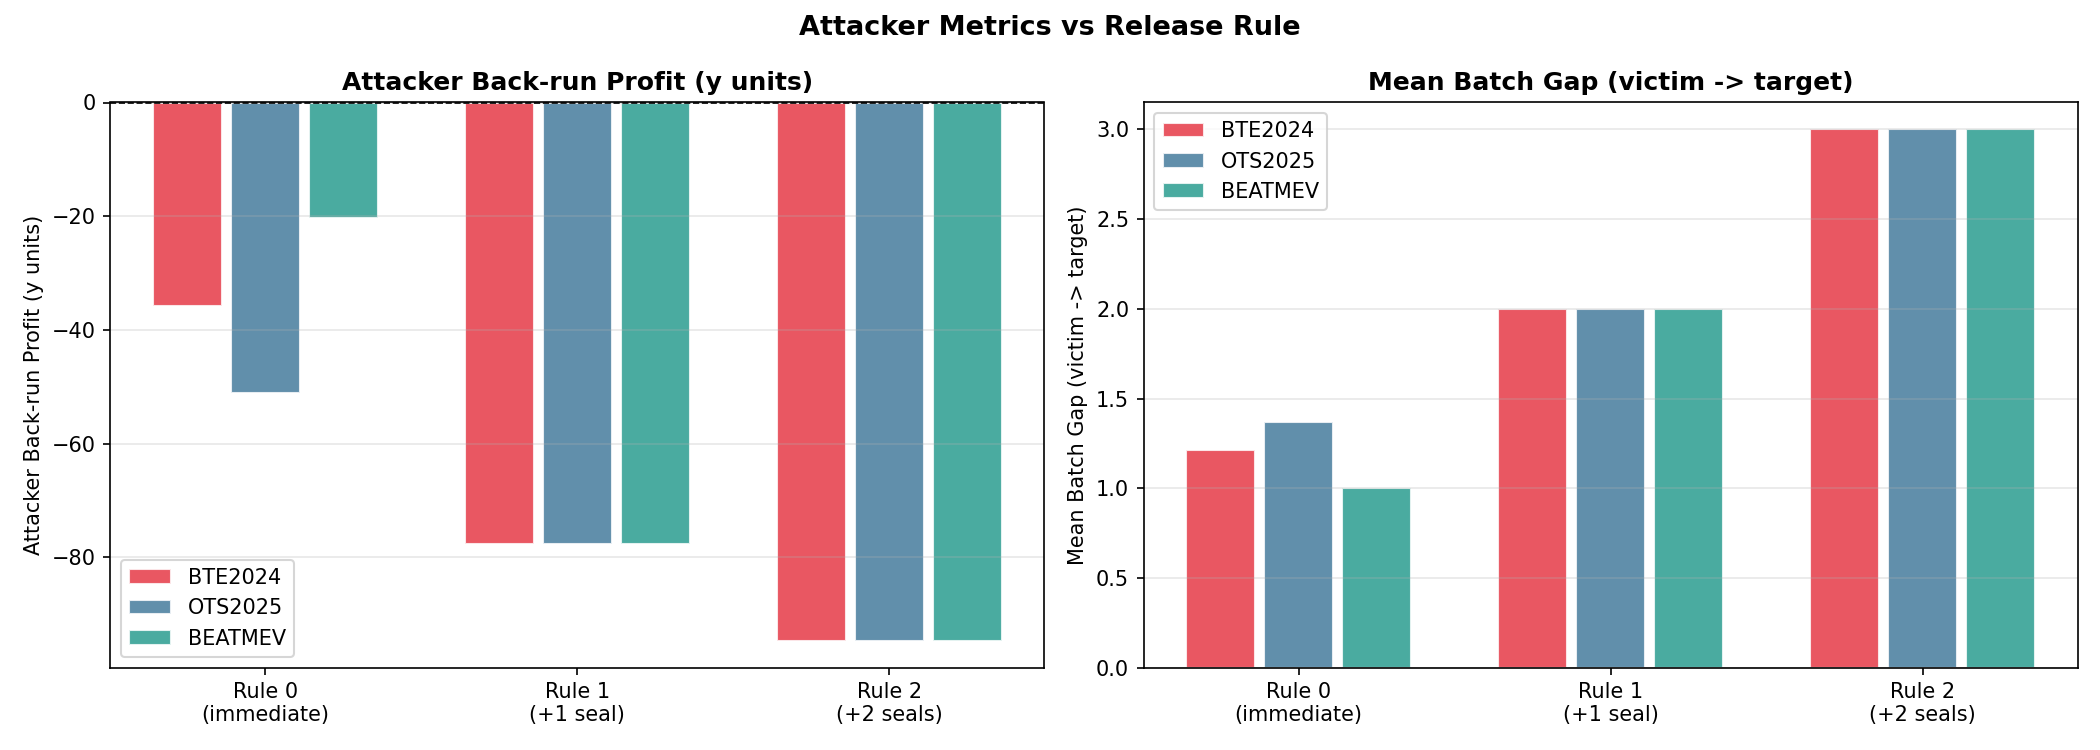 Attacker Metrics vs Release Rule
Attacker Back-run Profit (y units)
Attacker Back-run Profit (y units)
0
−20
−40
−60
−80
BTE2024
OTS2025
BEATMEV
Rule 0
(immediate)
Rule 1
(+1 seal)
Rule 2
(+2 seals)
Mean Batch Gap (victim -> target)
Mean Batch Gap (victim -> target)
3.0
2.5
2.0
1.5
1.0
0.5
0.0
BTE2024
OTS2025
BEATMEV
Rule 0
(immediate)
Rule 1
(+1 seal)
Rule 2
(+2 seals)